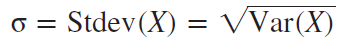 σ = Stdev(X) = √Var(X)